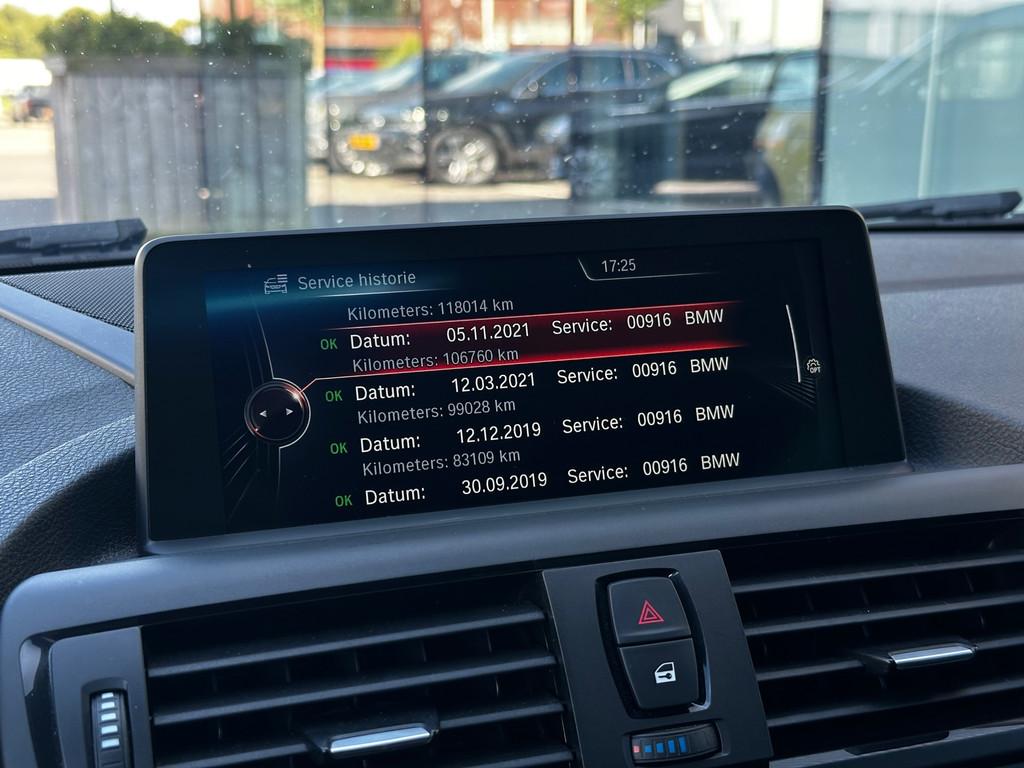 Service historie 17:25
Kilometers: 118014 km
OK Datum: 05.11.2021 Service: 00916 BMW
Kilometers: 106760 km
OK Datum: 12.03.2021 Service: 00916 BMW
Kilometers: 99028 km
OK Datum: 12.12.2019 Service: 00916 BMW
Kilometers: 83109 km
OK Datum: 30.09.2019 Service: 00916 BMW
OPT